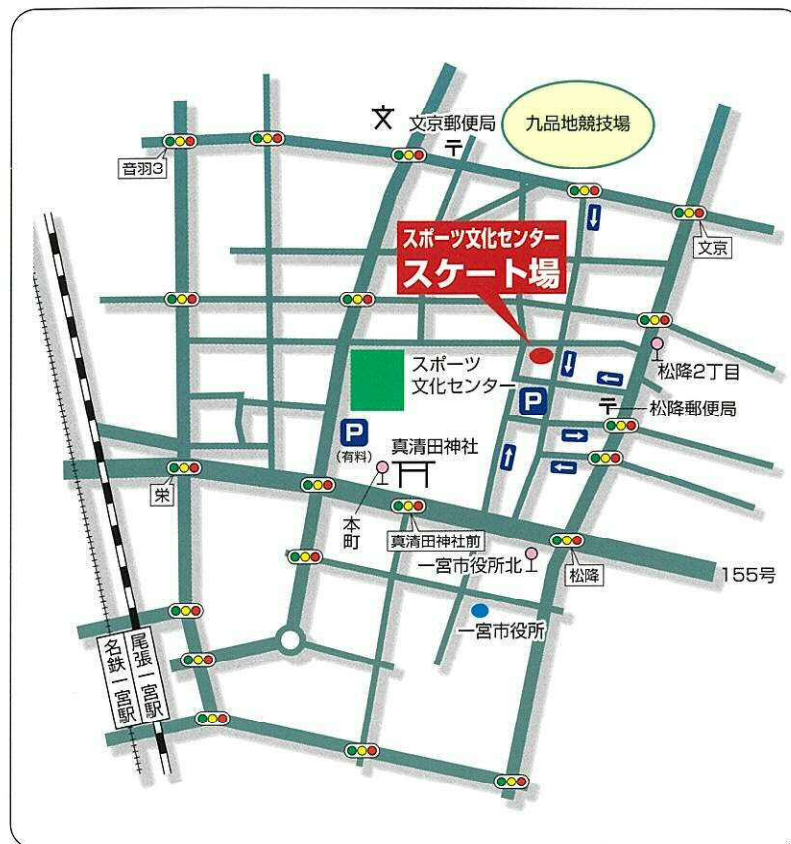 文
文京郵便局
〒
九品地競技場
音羽3
文京
スポーツ文化センター
スケート場
スポーツ
文化センター
P
松降2丁目
〒
松降郵便局
P
(有料)
真清田神社
栄
本町
真清田神社前
一宮市役所北
松降
155号
一宮市役所
名鉄一宮駅
尾張一宮駅